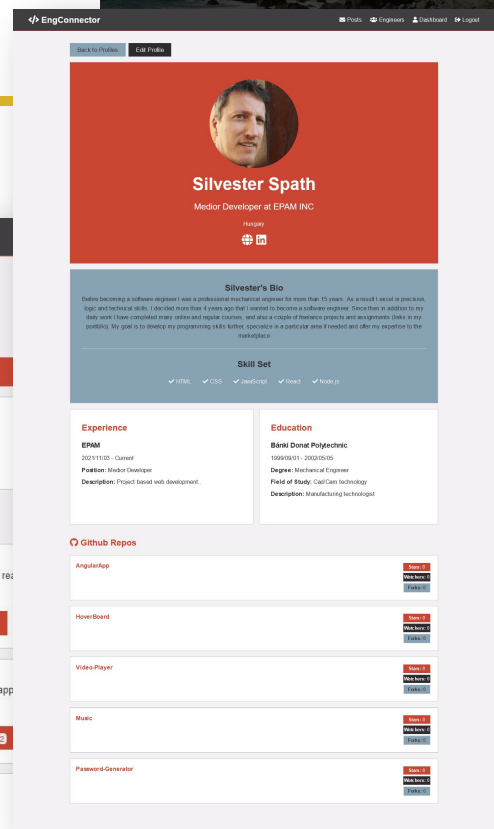 EngConnector
Posts Engineers Dashboard Logout
Back to Profiles Edit Profile
Silvester Spath
Medior Developer at EPAM INC
Hungary
in
Silvester's Bio
Before becoming a software engineer I was a professional mechanical engineer for more than 15 years. As a result I excel in precision,
logic and technical skills. I decided more than 4 years ago that I wanted to become a software engineer. Since then in addition to my
daily work I have completed many online and regular courses, and also a couple of freelance projects and assignments (links in my
portfolio). My goal is to develop my programming skills further, specialize in a particular area if needed and offer my expertise to the
marketplace
Skill Set
HTML CSS JavaScript React Node.js
Experience
EPAM
2021/11/03 - Current
Position: Medior Developer
Description: Project based web development..
Education
Bánki Donat Polytechnic
1999/09/01 - 2002/05/05
Degree: Mechanical Engineer
Field of Study: Cad/Cam technology
Description: Manufacturing technologist
Github Repos
AngularApp
Stars: 0
Watchers: 0
Forks: 0
HoverBoard
Stars: 0
Watchers: 0
Forks: 0
Video-Player
Stars: 0
Watchers: 0
Forks: 0
Music
Stars: 0
Watchers: 0
Forks: 0
Password-Generator
Stars: 0
Watchers: 0
Forks: 0
rea
app
2